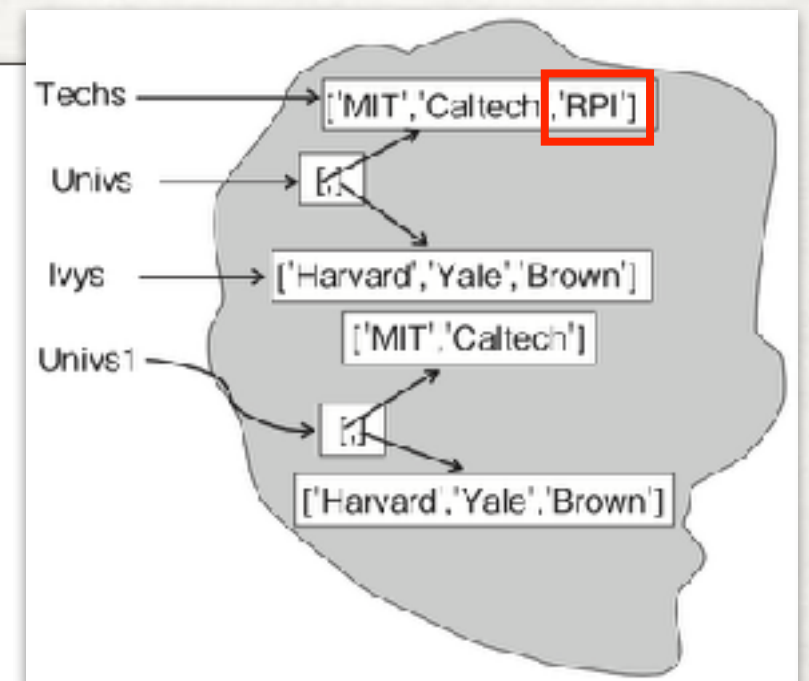 Techs
['MIT','Caltech','RPI']
Univs
[,]
Ivys
['Harvard','Yale','Brown']
['MIT','Caltech']
Univs1
[,]
['Harvard','Yale','Brown']